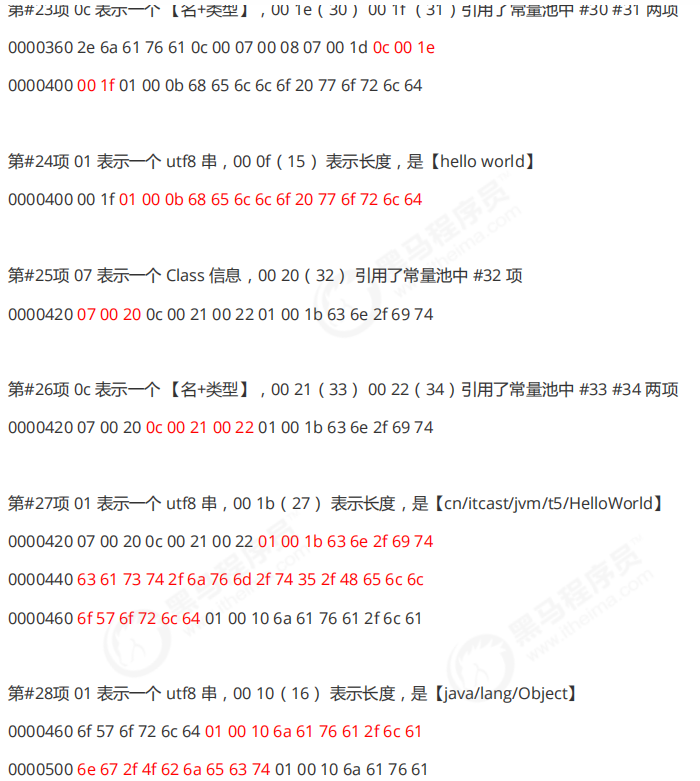 第#23项 0c 表示一个 【名+类型】，00 1e（30） 00 1f （31）引用了常量池中 #30 #31 两项
0000360 2e 6a 61 76 61 0c 00 07 00 08 07 00 1d 0c 00 1e
0000400 00 1f 01 00 0b 68 65 6c 6c 6f 20 77 6f 72 6c 64
第#24项 01 表示一个 utf8 串，00 0f（15） 表示长度，是【hello world】
0000400 00 1f 01 00 0b 68 65 6c 6c 6f 20 77 6f 72 6c 64
第#25项 07 表示一个 Class 信息，00 20（32） 引用了常量池中 #32 项
0000420 07 00 20 0c 00 21 00 22 01 00 1b 63 6e 2f 69 74
第#26项 0c 表示一个 【名+类型】，00 21（33） 00 22（34）引用了常量池中 #33 #34 两项
0000420 07 00 20 0c 00 21 00 22 01 00 1b 63 6e 2f 69 74
第#27项 01 表示一个 utf8 串，00 1b（27） 表示长度，是【cn/itcast/jvm/t5/HelloWorld】
0000420 07 00 20 0c 00 21 00 22 01 00 1b 63 6e 2f 69 74
0000440 63 61 73 74 2f 6a 76 6d 2f 74 35 2f 48 65 6c 6c
0000460 6f 57 6f 72 6c 64 01 00 10 6a 61 76 61 2f 6c 61
第#28项 01 表示一个 utf8 串，00 10（16） 表示长度，是【java/lang/Object】
0000460 6f 57 6f 72 6c 64 01 00 10 6a 61 76 61 2f 6c 61
0000500 6e 67 2f 4f 62 6a 65 63 74 01 00 10 6a 61 76 61
黑马程序员
www.itheima.com
黑马程序员
www.itheima.com